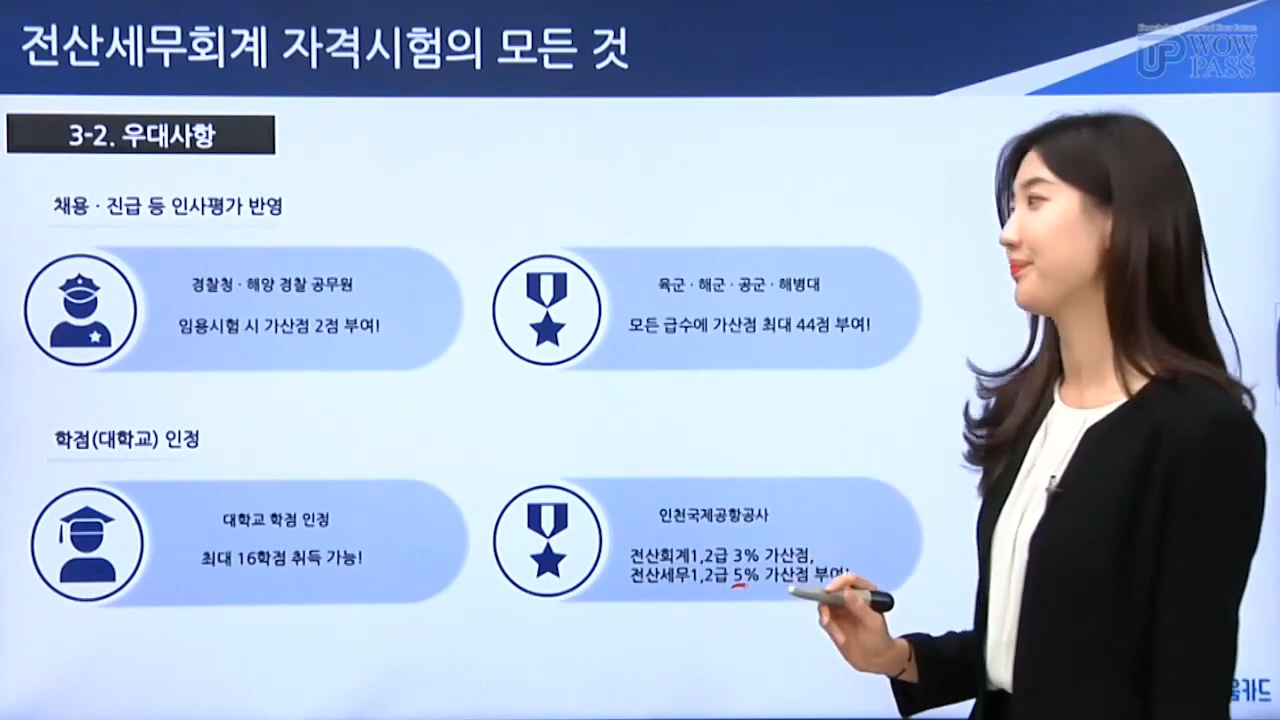 전산세무회계 자격시험의 모든 것
UP WOW
PASS
3-2. 우대사항
채용 · 진급 등 인사평가 반영
경찰청 · 해양 경찰 공무원
임용시험 시 가산점 2점 부여!
육군 · 해군 · 공군 · 해병대
모든 급수에 가산점 최대 44점 부여!
학점(대학교) 인정
대학교 학점 인정
최대 16학점 취득 가능!
인천국제공항공사
전산회계1,2급 3% 가산점,
전산세무1,2급 5% 가산점 부여!
카드